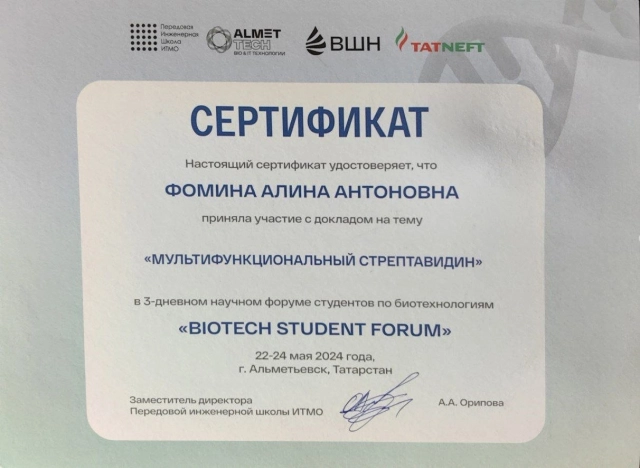 Передовая
Инженерная
Школа
ИТМО
ALMET
TECH
BIO & IT ТЕХНОЛОГИИ
ВШН
TATNEFT
СЕРТИФИКАТ
Настоящий сертификат удостоверяет, что
ФОМИНА АЛИНА АНТОНОВНА
приняла участие с докладом на тему
«МУЛЬТИФУНКЦИОНАЛЬНЫЙ СТРЕПТАВИДИН»
в 3-дневном научном форуме студентов по биотехнологиям
«BIOTECH STUDENT FORUM»
22-24 мая 2024 года,
г. Альметьевск, Татарстан
Заместитель директора
Передовой инженерной школы ИТМО
А.А. Орипова